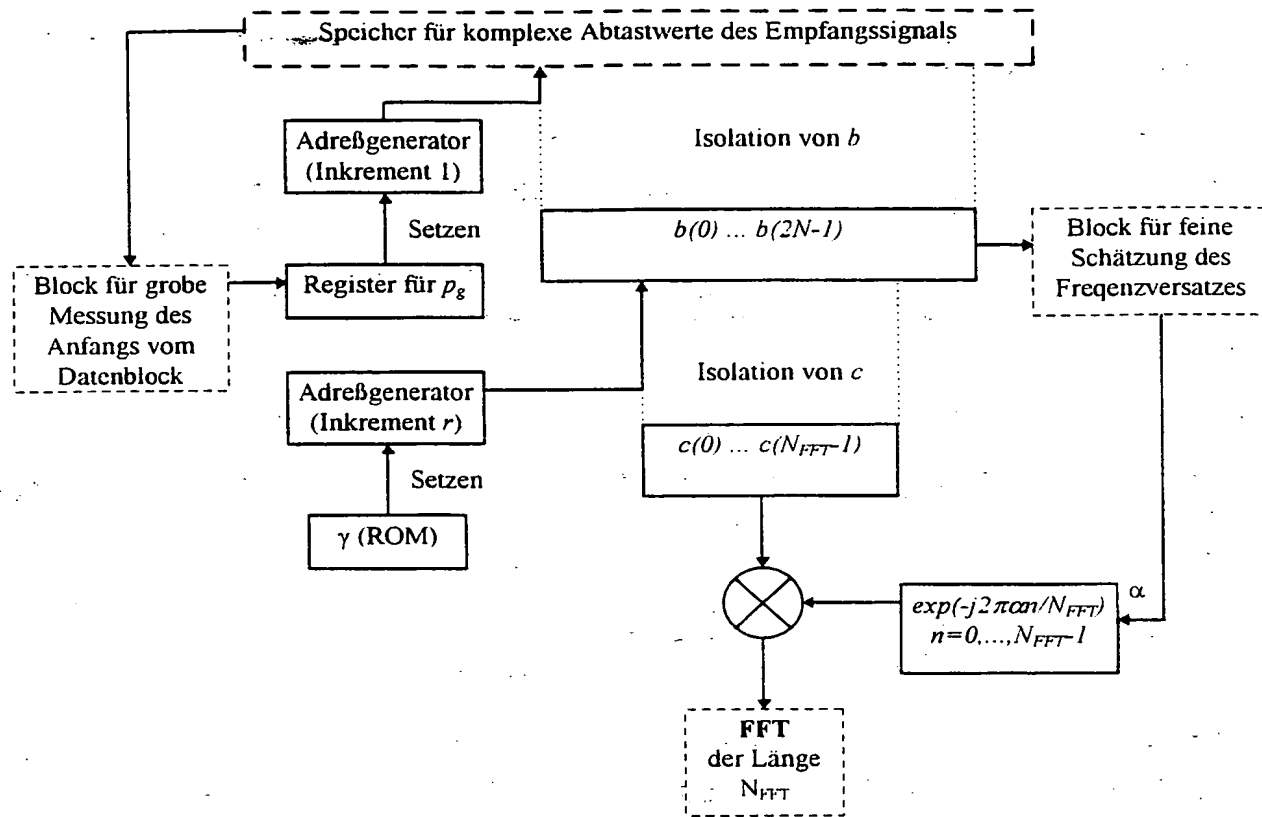 Speicher für komplexe Abtastwerte des Empfangssignals
Adreßgenerator
(Inkrement 1)
Isolation von b
Setzen
b(0) ... b(2N-1)
Block für feine
Schätzung des
Freqenzversatzes
Block für grobe
Messung des
Anfangs vom
Datenblock
Register für p_g
Adreßgenerator
(Inkrement r)
Isolation von c
c(0) ... c(N_FFT-1)
Setzen
γ (ROM)
α
exp(-j2παn/N_FFT)
n=0,...,N_FFT-1
FFT
der Länge
N_FFT